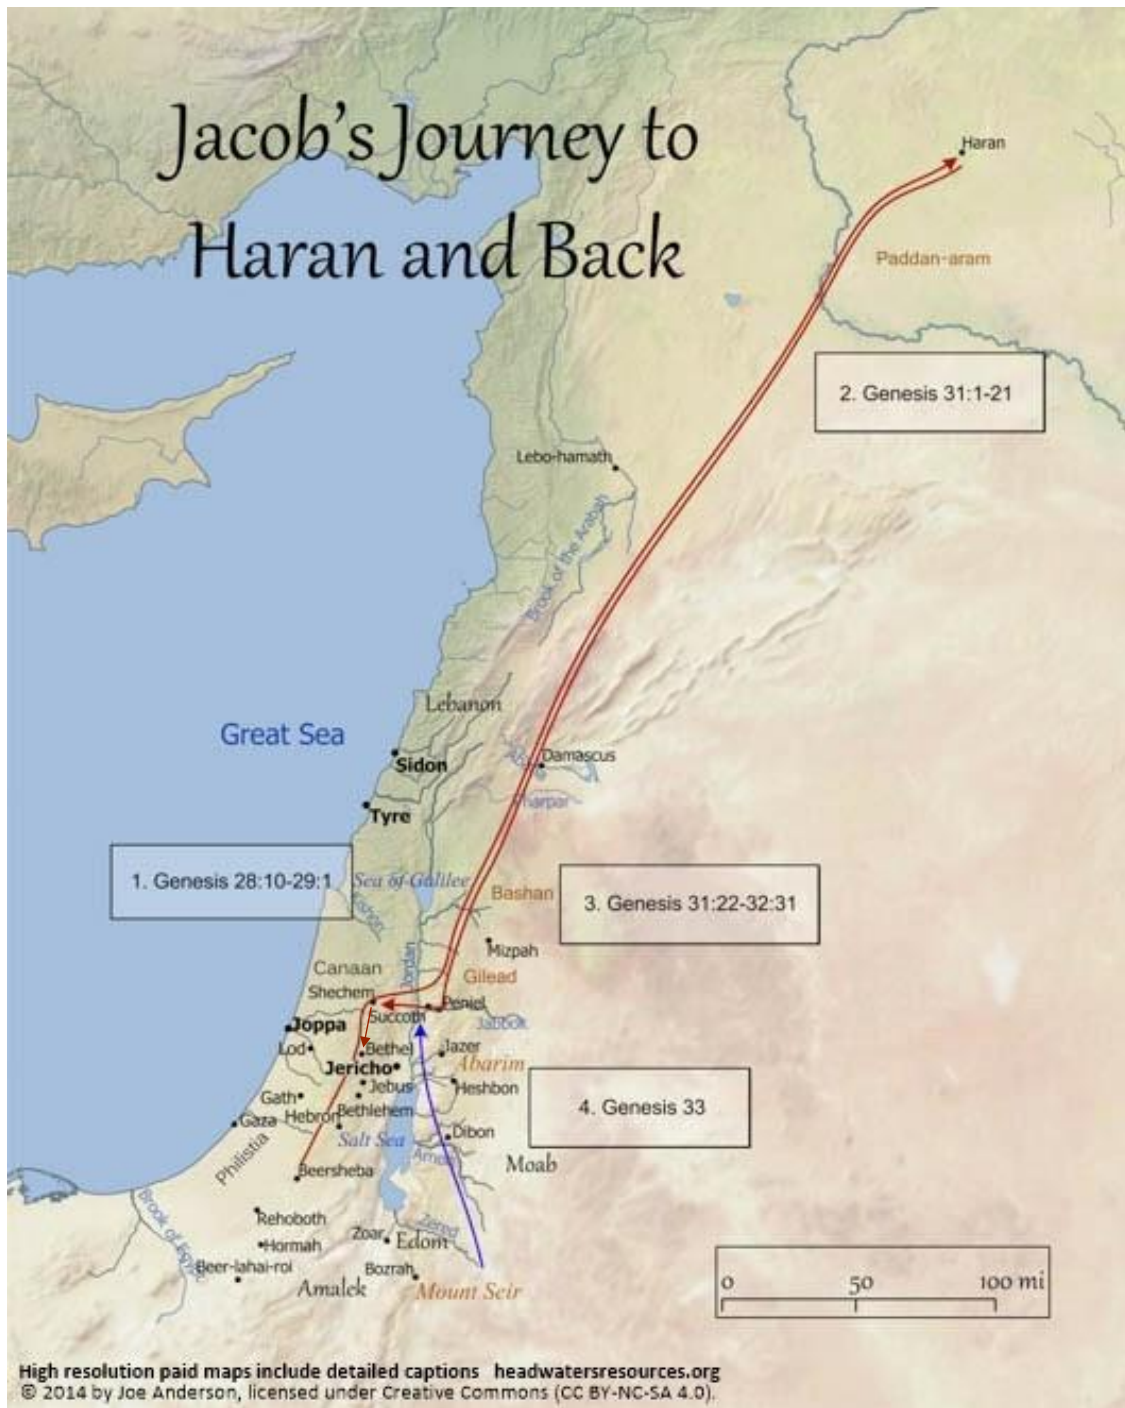 Jacob's Journey to
Haran and Back
Haran
Paddan-aram
2. Genesis 31:1-21
Lebo-hamath
Brook of the Arabah
Lebanon
Great Sea
Sidon
Damascus
Tyre
Pharpar
1. Genesis 28:10-29:1
Sea of Galilee
Kishon
Bashan
3. Genesis 31:22-32:31
Mizpah
Jordan
Canaan
Gilead
Shechem
Peniel
Succoth
Jabbok
Joppa
Lod
Bethel
Jazer
Jericho
Abarim
Jebus
Heshbon
Gath
Bethlehem
Hebron
Gaza
4. Genesis 33
Salt Sea
Dibon
Philistia
Arnon
Moab
Beersheba
Brook of Egypt
Rehoboth
Zered
Zoar
Edom
Hormah
Beer-lahai-roi
Bozrah
Amalek
Mount Seir
0 50 100 mi
High resolution paid maps include detailed captions headwatersresources.org
© 2014 by Joe Anderson, licensed under Creative Commons (CC BY-NC-SA 4.0).